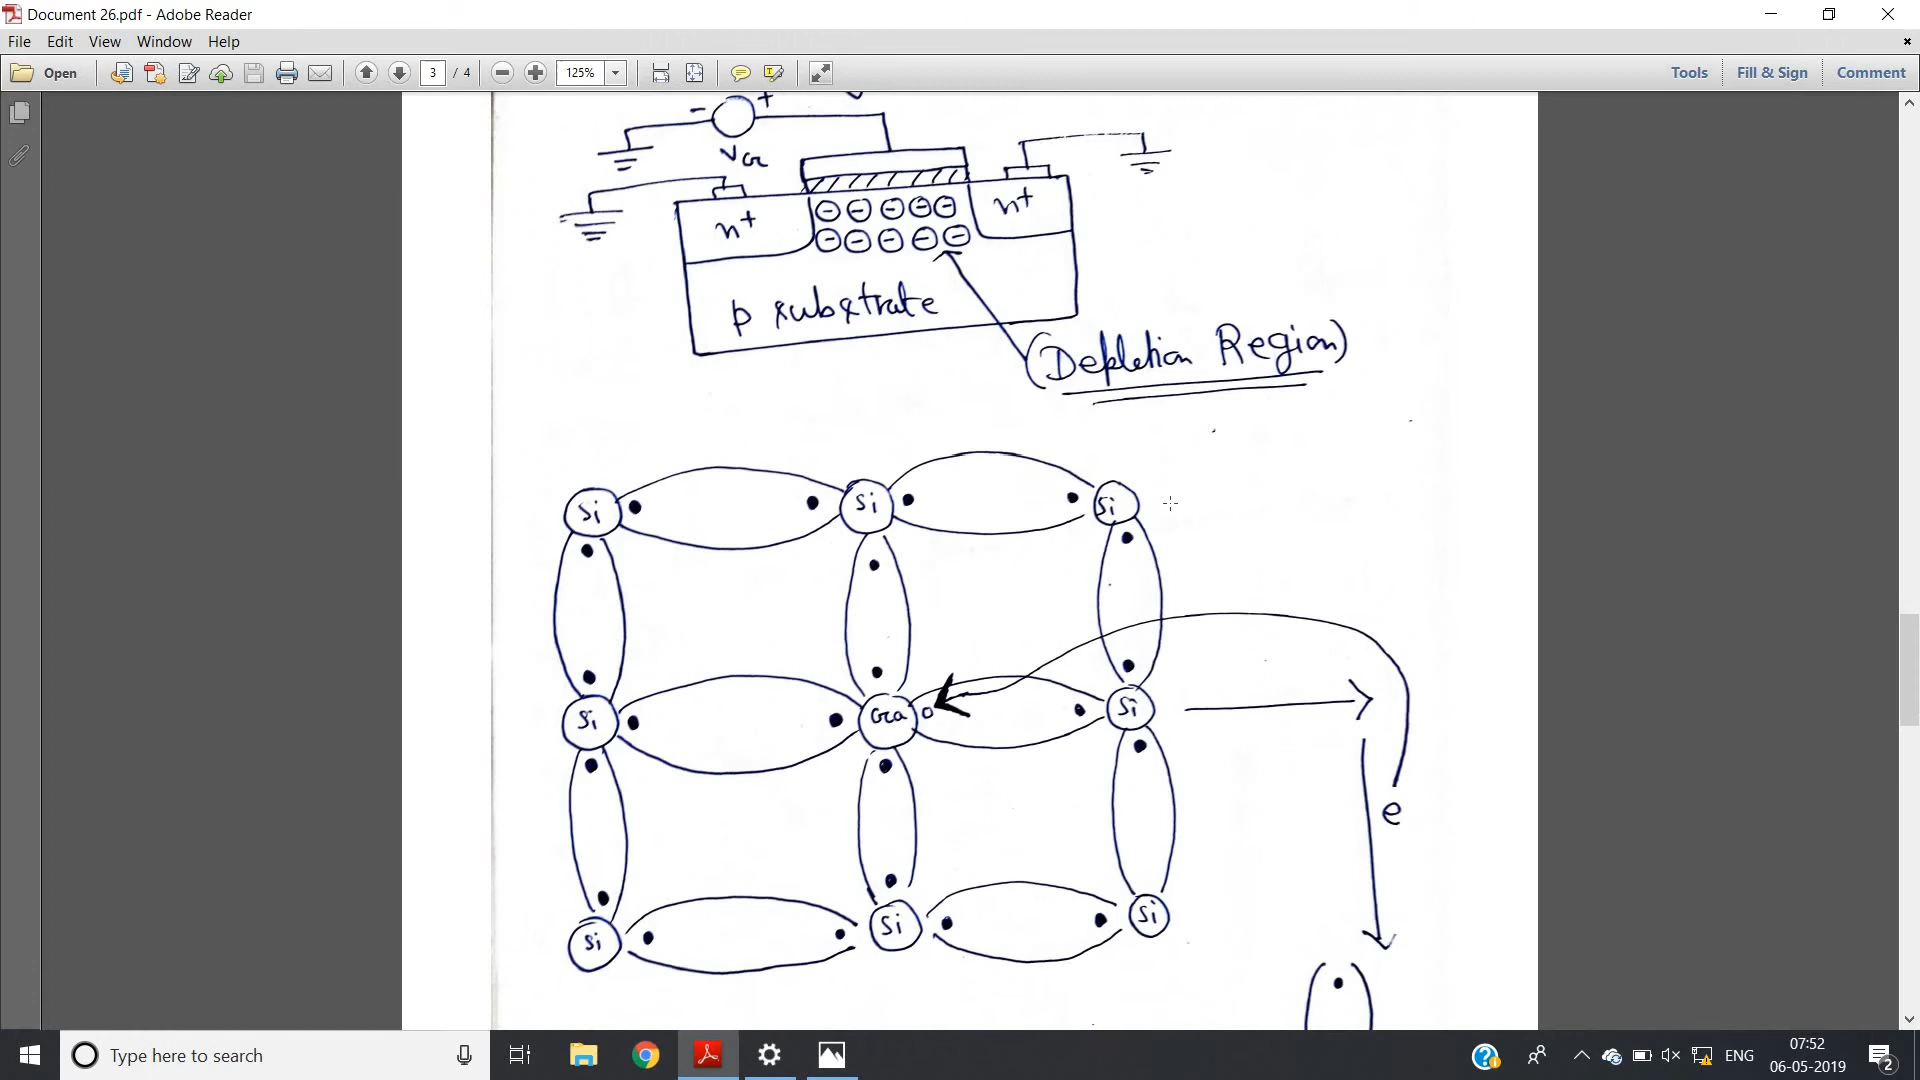 Document 26.pdf - Adobe Reader
File Edit View Window Help
Open 3 / 4 125% Tools Fill & Sign Comment
- +
VG
n+ n+
p substrate
(Depletion Region)
Si Si Si
Si Ga Si
e
Si Si Si
Type here to search
ENG
07:52
06-05-2019
2